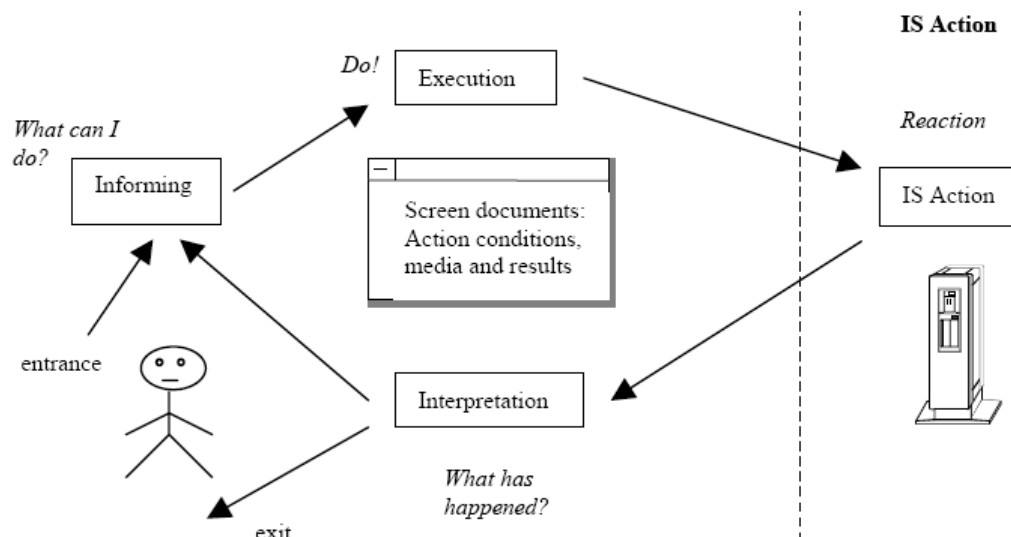 IS Action
Do!
Execution
Reaction
What can I
do?
Informing
IS Action
Screen documents:
Action conditions,
media and results
entrance
Interpretation
What has
happened?
exit